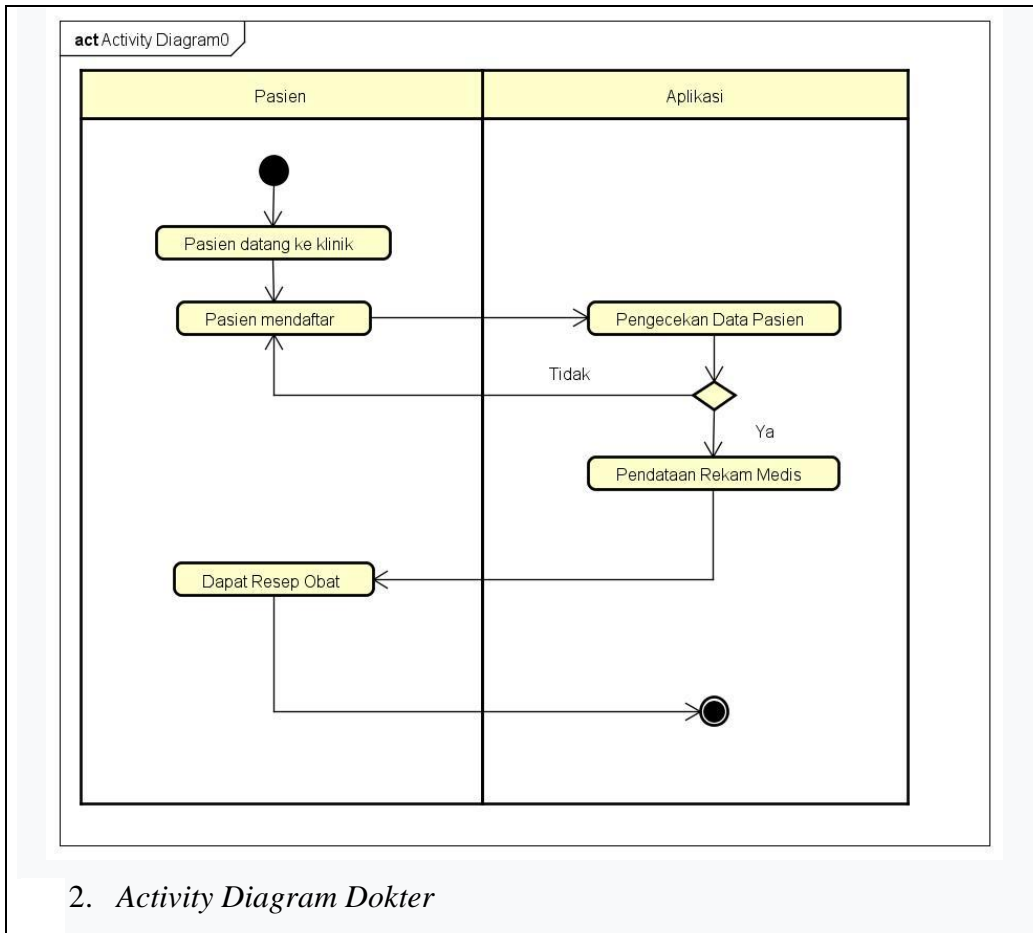 act Activity Diagram0
Pasien
Aplikasi
Pasien datang ke klinik
Pasien mendaftar
Pengecekan Data Pasien
Tidak
Ya
Pendataan Rekam Medis
Dapat Resep Obat
2. Activity Diagram Dokter